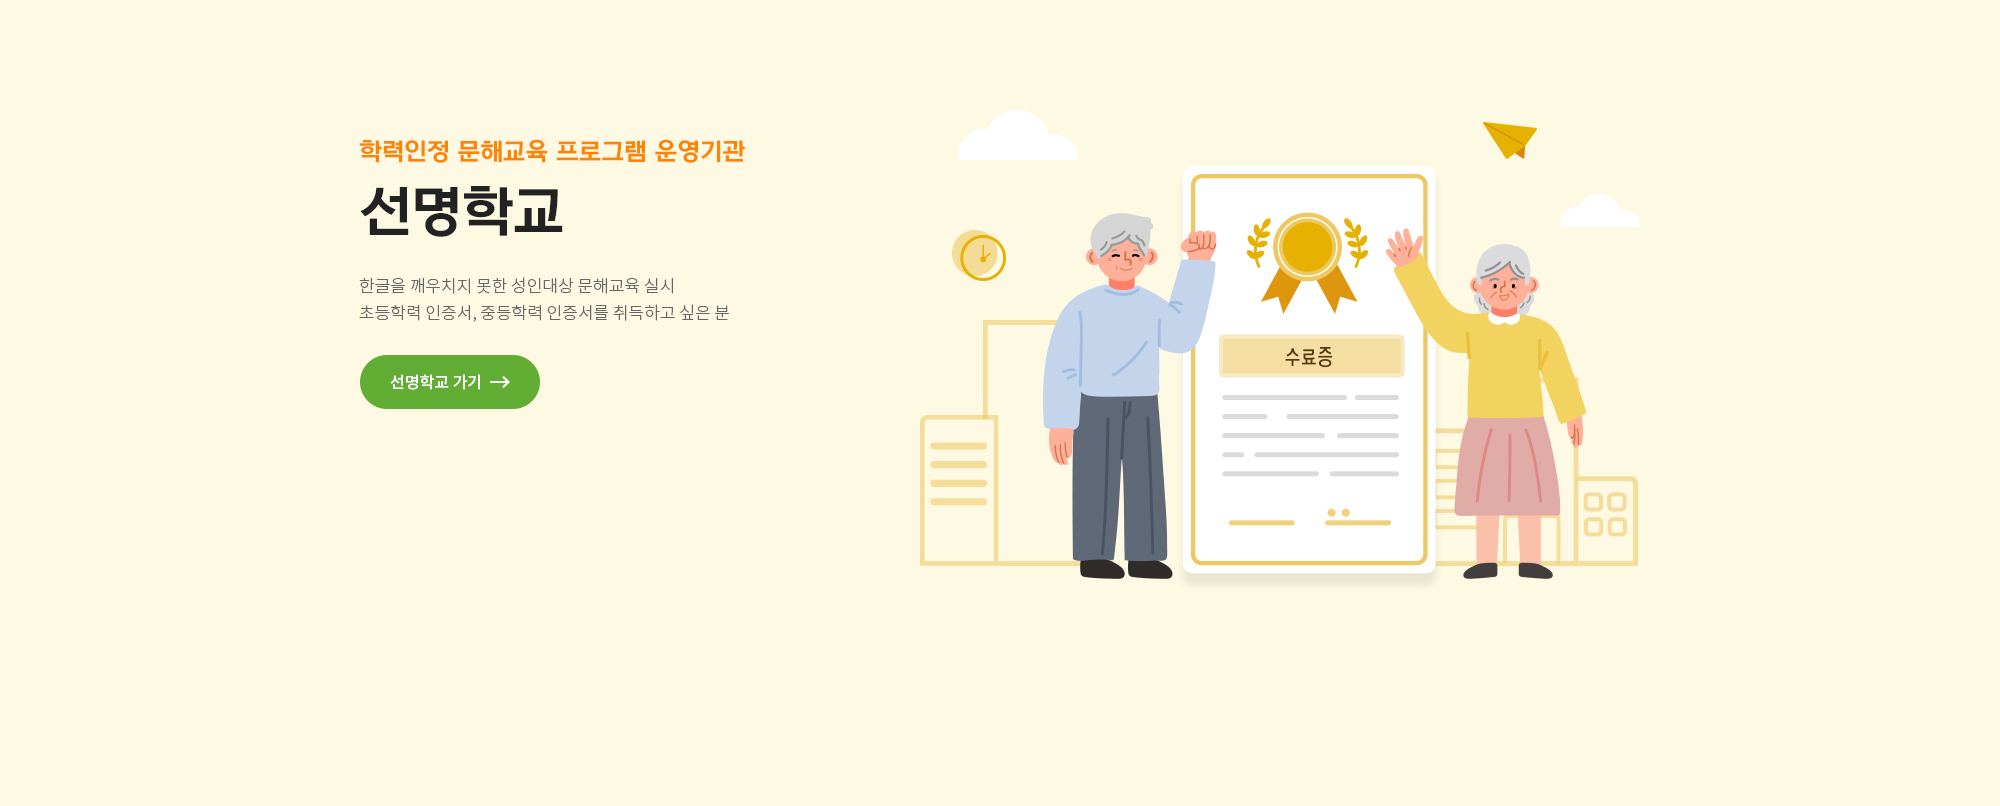 학력인정 문해교육 프로그램 운영기관
선명학교
한글을 깨우치지 못한 성인대상 문해교육 실시
초등학력 인증서, 중등학력 인증서를 취득하고 싶은 분
선명학교 가기
수료증